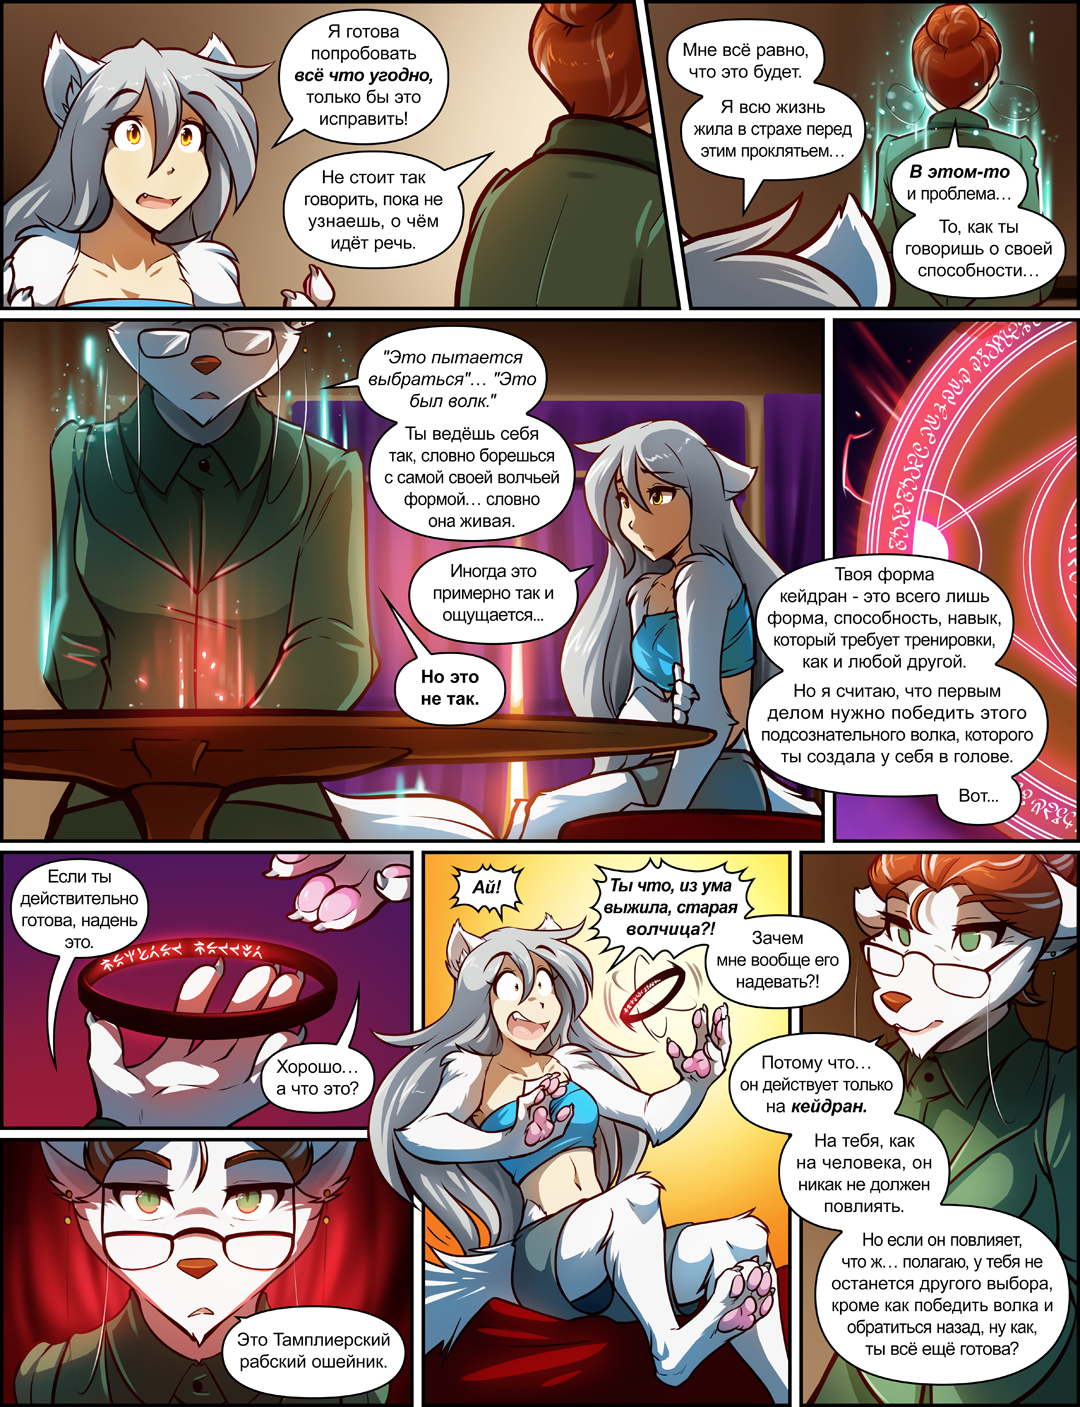 Я готова
попробовать
всё что угодно,
только бы это
исправить!
Не стоит так
говорить, пока не
узнаешь, о чём
идёт речь.
Мне всё равно,
что это будет.
Я всю жизнь
жила в страхе перед
этим проклятьем...
В этом-то
и проблема...
То, как ты
говоришь о своей
способности...
"Это пытается
выбраться"... "Это
был волк."
Ты ведёшь себя
так, словно борешься
с самой своей волчьей
формой... словно
она живая.
Иногда это
примерно так и
ощущается...
Но это
не так.
Твоя форма
кейдран - это всего лишь
форма, способность, навык,
который требует тренировки,
как и любой другой.
Но я считаю, что первым
делом нужно победить этого
подсознательного волка, которого
ты создала у себя в голове.
Вот...
Если ты
действительно
готова, надень
это.
Хорошо...
а что это?
Это Тамплиерский
рабский ошейник.
Ай!
Ты что, из ума
выжила, старая
волчица?!
Зачем
мне вообще его
надевать?!
Потому что...
он действует только
на кейдран.
На тебя, как
на человека, он
никак не должен
повлиять.
Но если он повлияет,
что ж... полагаю, у тебя не
останется другого выбора,
кроме как победить волка и
обратиться назад, ну как,
ты всё ещё готова?